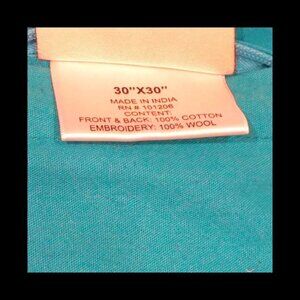 30"X30"
MADE IN INDIA
RN # 101206
CONTENT:
FRONT & BACK: 100% COTTON
EMBROIDERY: 100% WOOL